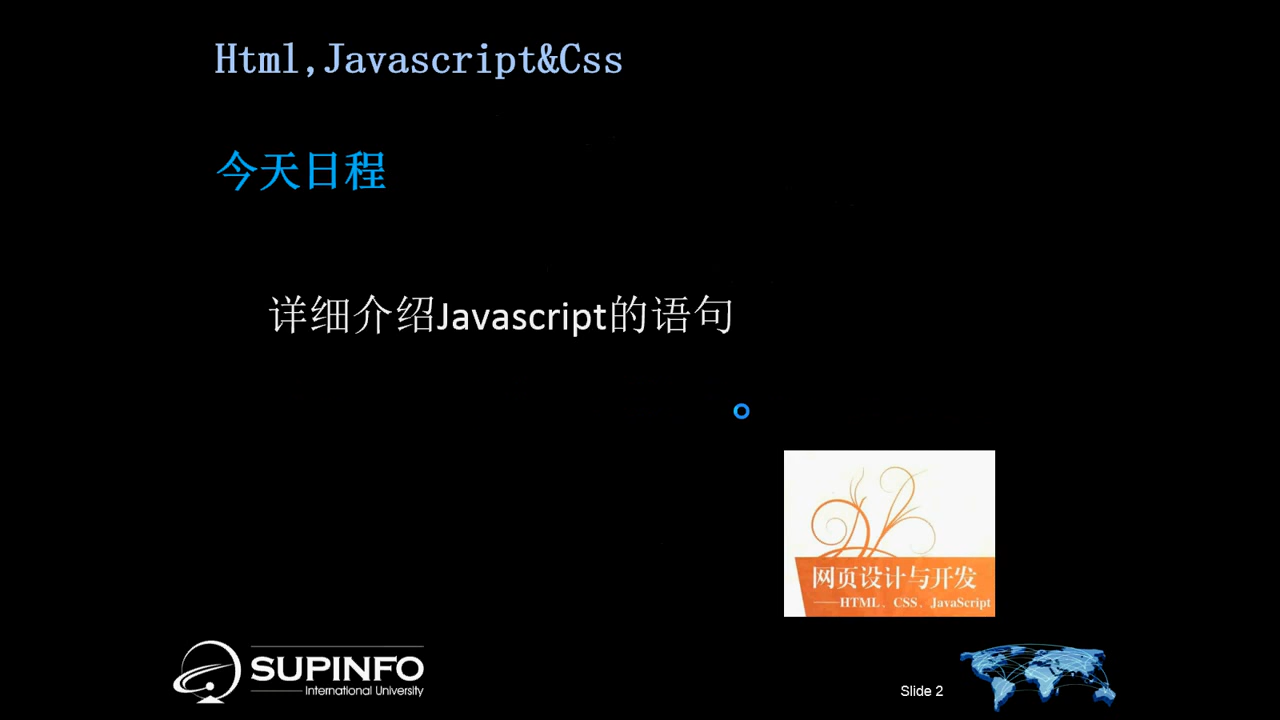 Html,Javascript&Css
今天日程
详细介绍Javascript的语句
网页设计与开发
——HTML、CSS、JavaScript
SUPINFO
International University
Slide 2